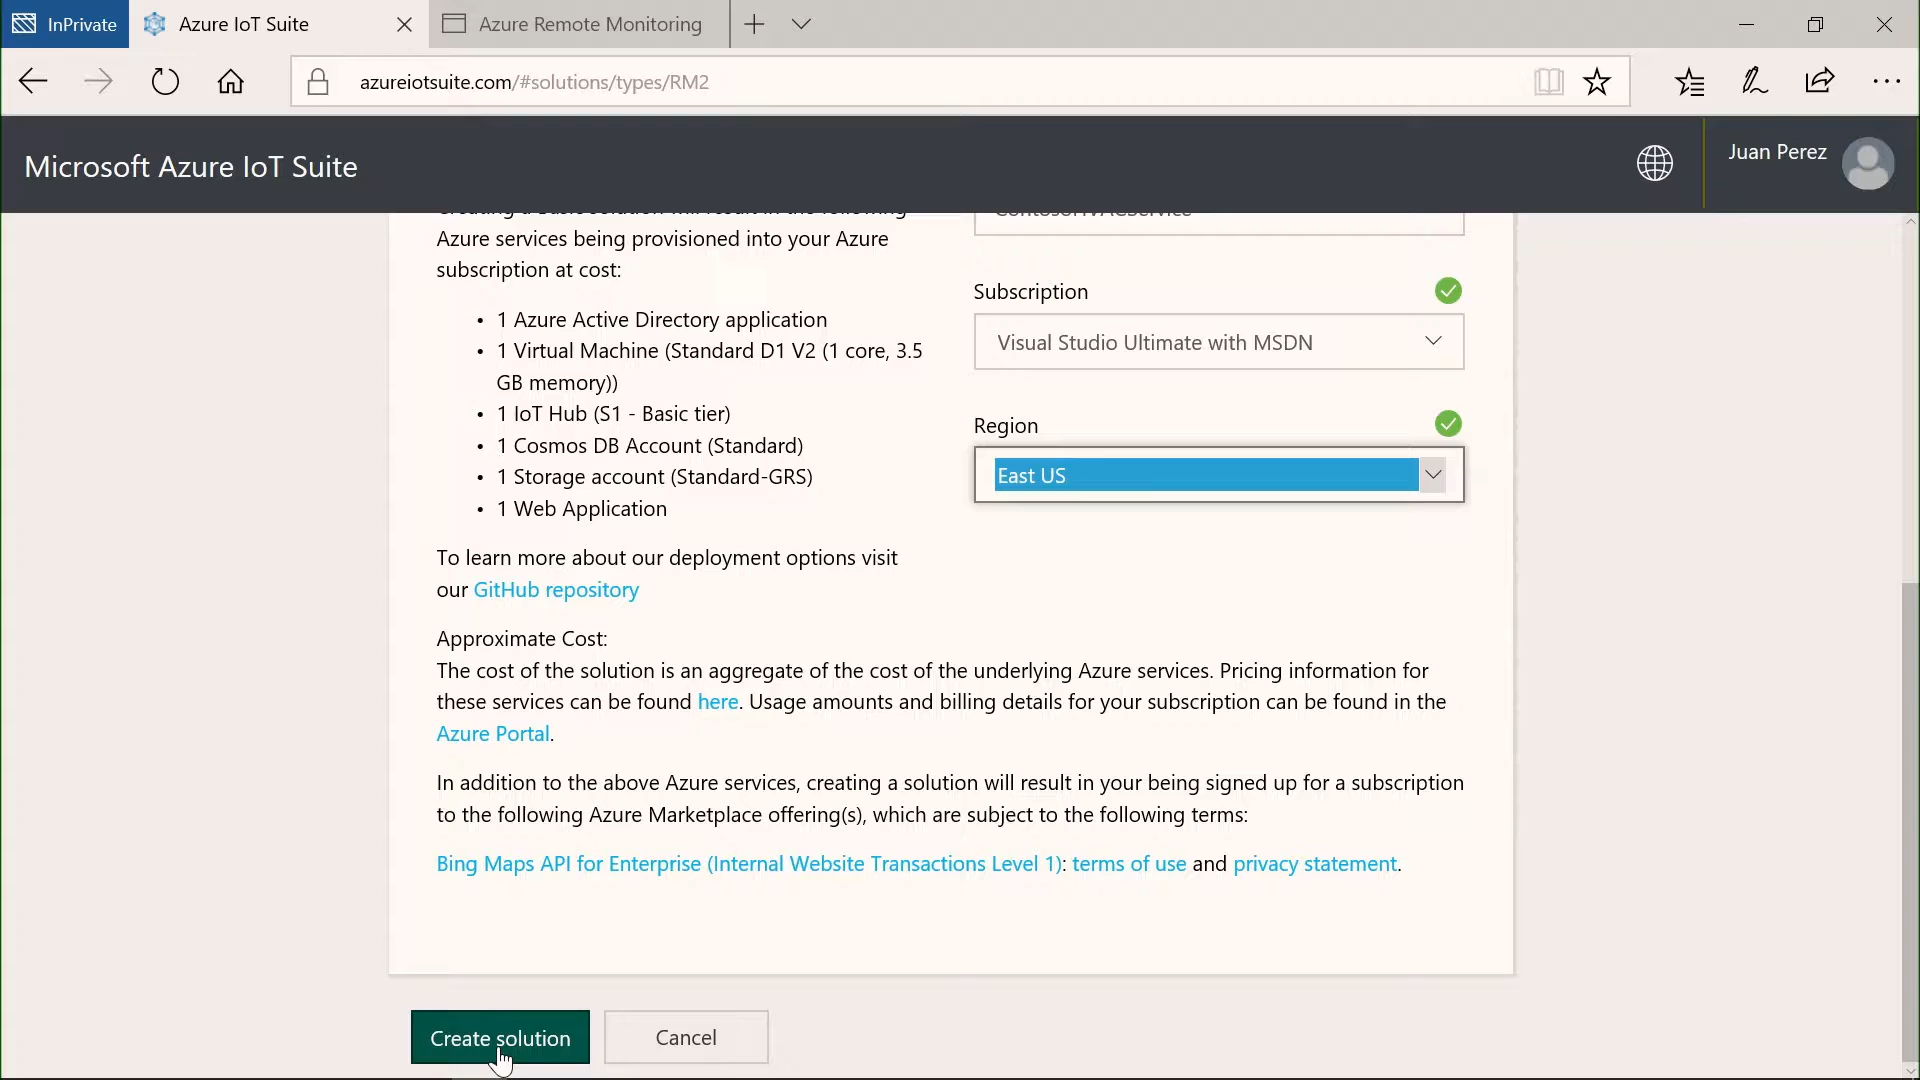 InPrivate
Azure IoT Suite
Azure Remote Monitoring
azureiotsuite.com/#solutions/types/RM2
Microsoft Azure IoT Suite
Juan Perez
Creating a basic solution will result in the following
Azure services being provisioned into your Azure
subscription at cost:
• 1 Azure Active Directory application
• 1 Virtual Machine (Standard D1 V2 (1 core, 3.5
GB memory))
• 1 IoT Hub (S1 - Basic tier)
• 1 Cosmos DB Account (Standard)
• 1 Storage account (Standard-GRS)
• 1 Web Application
To learn more about our deployment options visit
our GitHub repository
ContosoHVACService
Subscription
Visual Studio Ultimate with MSDN
Region
East US
Approximate Cost:
The cost of the solution is an aggregate of the cost of the underlying Azure services. Pricing information for
these services can be found here. Usage amounts and billing details for your subscription can be found in the
Azure Portal.
In addition to the above Azure services, creating a solution will result in your being signed up for a subscription
to the following Azure Marketplace offering(s), which are subject to the following terms:
Bing Maps API for Enterprise (Internal Website Transactions Level 1): terms of use and privacy statement.
Create solution
Cancel